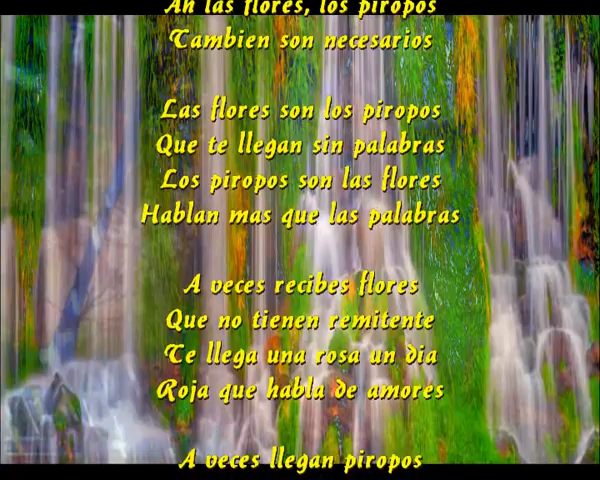 Ah las flores, los piropos
Tambien son necesarios
Las flores son los piropos
Que te llegan sin palabras
Los piropos son las flores
Hablan mas que las palabras
A veces recibes flores
Que no tienen remitente
Te llega una rosa un dia
Roja que habla de amores
A veces llegan piropos